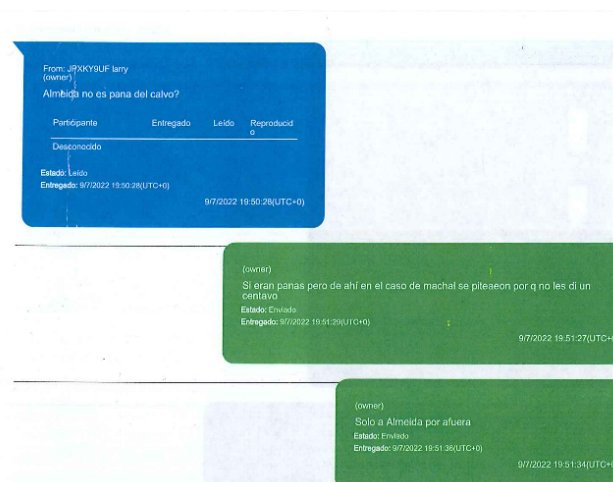 From: JPXKY9UF larry
(owner)
Almeida no es pana del calvo?
Participante Entregado Leído Reproducid
o
Desconocido
Estado: Leído
Entregado: 9/7/2022 19:50:28(UTC+0)
9/7/2022 19:50:28(UTC+0)
(owner)
Si eran panas pero de ahí en el caso de machal se piteaeon por q no les di un
centavo
Estado: Enviado
Entregado: 9/7/2022 19:51:29(UTC+0)
9/7/2022 19:51:27(UTC+0
(owner)
Solo a Almeida por afuera
Estado: Enviado
Entregado: 9/7/2022 19:51:36(UTC+0)
9/7/2022 19:51:34(UTC+0